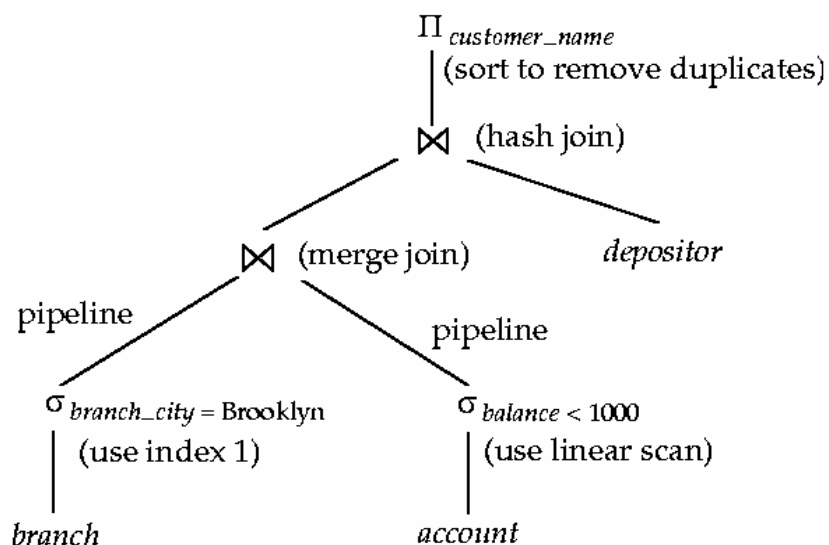 Π customer_name
(sort to remove duplicates)
⋈ (hash join)
⋈ (merge join)
depositor
pipeline
pipeline
σ branch_city = Brooklyn
(use index 1)
σ balance < 1000
(use linear scan)
branch
account